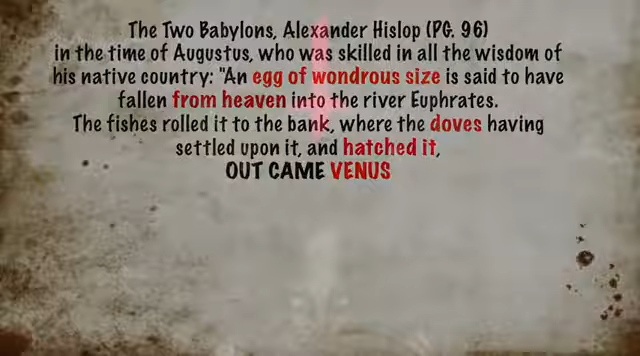 The Two Babylons, Alexander Hislop (PG. 96)
in the time of Augustus, who was skilled in all the wisdom of
his native country: "An egg of wondrous size is said to have
fallen from heaven into the river Euphrates.
The fishes rolled it to the bank, where the doves having
settled upon it, and hatched it,
OUT CAME VENUS